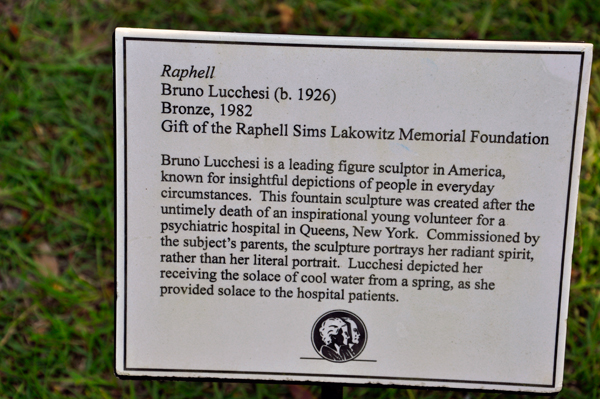 Raphell
Bruno Lucchesi (b. 1926)
Bronze, 1982
Gift of the Raphell Sims Lakowitz Memorial Foundation
Bruno Lucchesi is a leading figure sculptor in America,
known for insightful depictions of people in everyday
circumstances. This fountain sculpture was created after the
untimely death of an inspirational young volunteer for a
psychiatric hospital in Queens, New York. Commissioned by
the subject's parents, the sculpture portrays her radiant spirit,
rather than her literal portrait. Lucchesi depicted her
receiving the solace of cool water from a spring, as she
provided solace to the hospital patients.